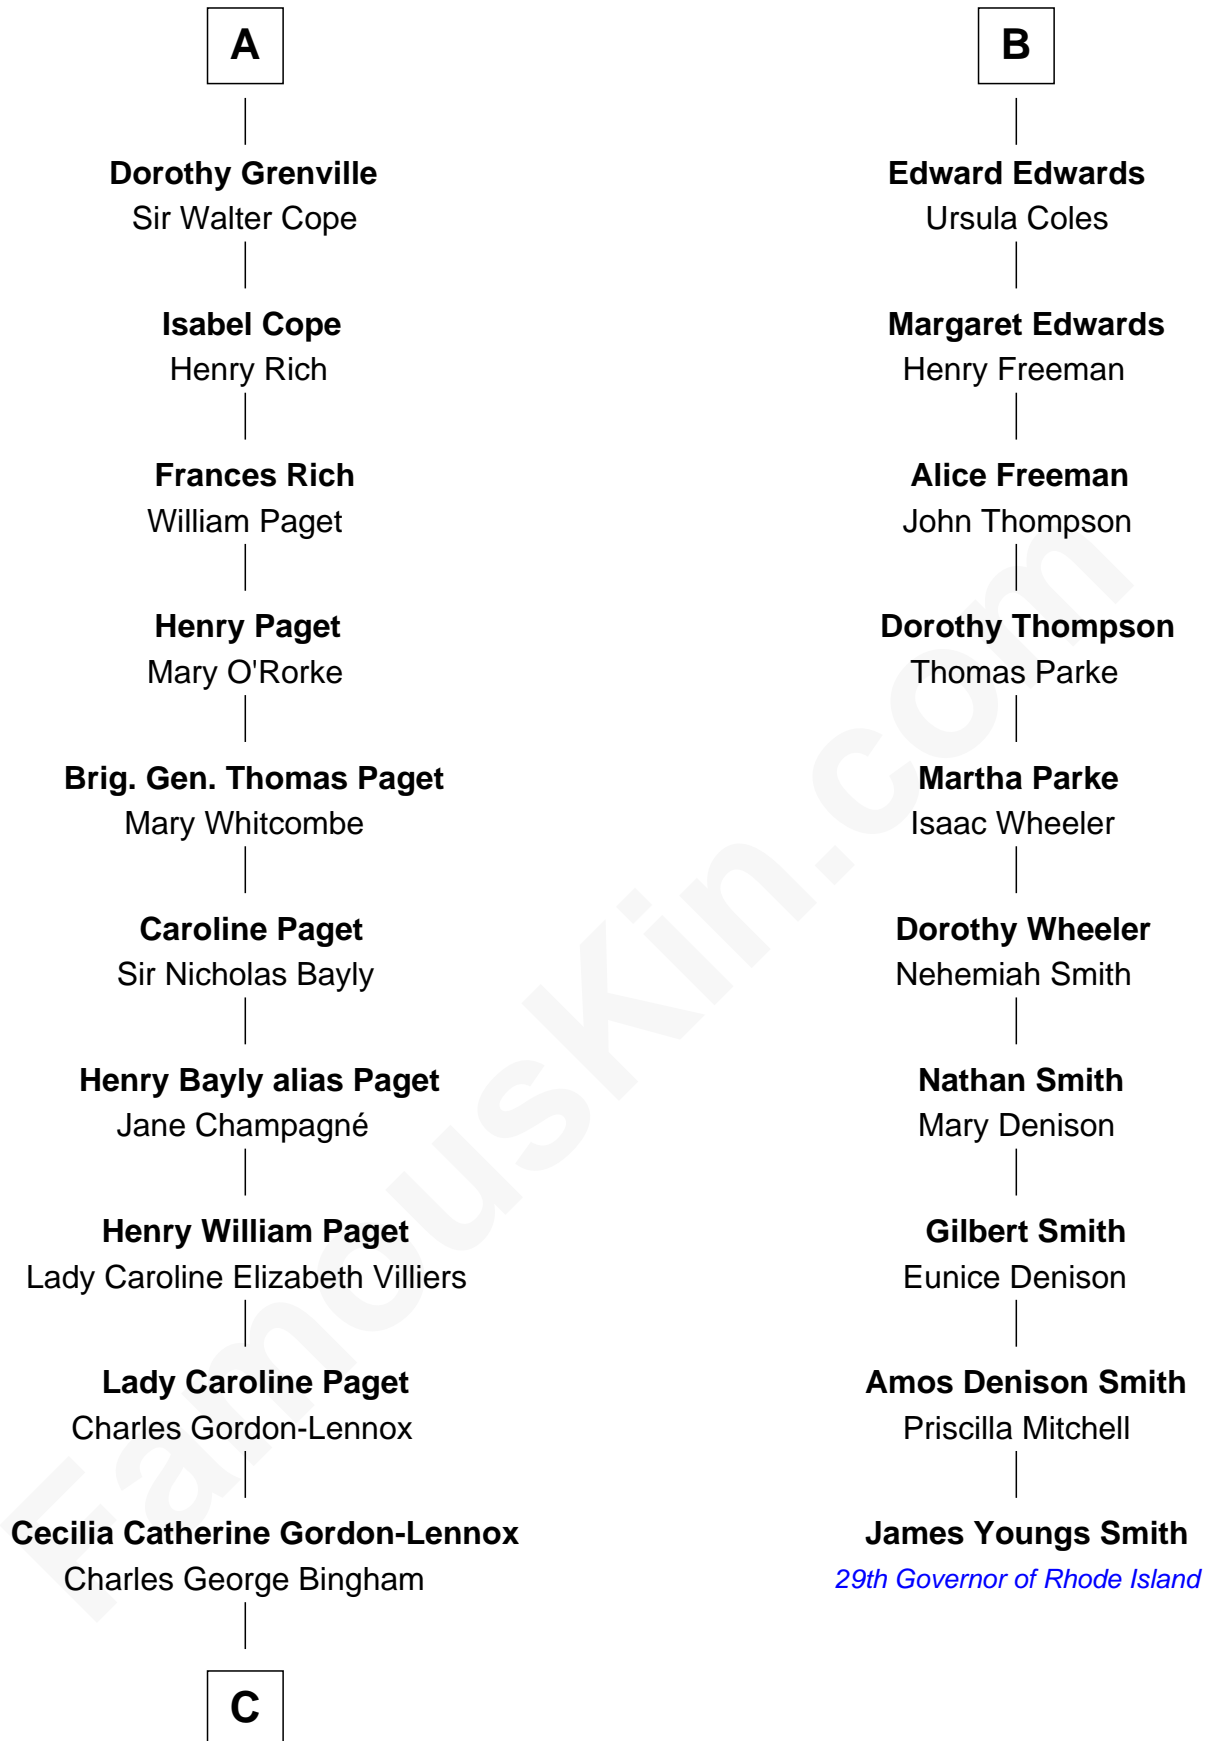 A
Dorothy Grenville
Sir Walter Cope
Isabel Cope
Henry Rich
Frances Rich
William Paget
Henry Paget
Mary O'Rorke
Brig. Gen. Thomas Paget
Mary Whitcombe
Caroline Paget
Sir Nicholas Bayly
Henry Bayly alias Paget
Jane Champagné
Henry William Paget
Lady Caroline Elizabeth Villiers
Lady Caroline Paget
Charles Gordon-Lennox
Cecilia Catherine Gordon-Lennox
Charles George Bingham
C
B
Edward Edwards
Ursula Coles
Margaret Edwards
Henry Freeman
Alice Freeman
John Thompson
Dorothy Thompson
Thomas Parke
Martha Parke
Isaac Wheeler
Dorothy Wheeler
Nehemiah Smith
Nathan Smith
Mary Denison
Gilbert Smith
Eunice Denison
Amos Denison Smith
Priscilla Mitchell
James Youngs Smith
29th Governor of Rhode Island
FamousKin.com